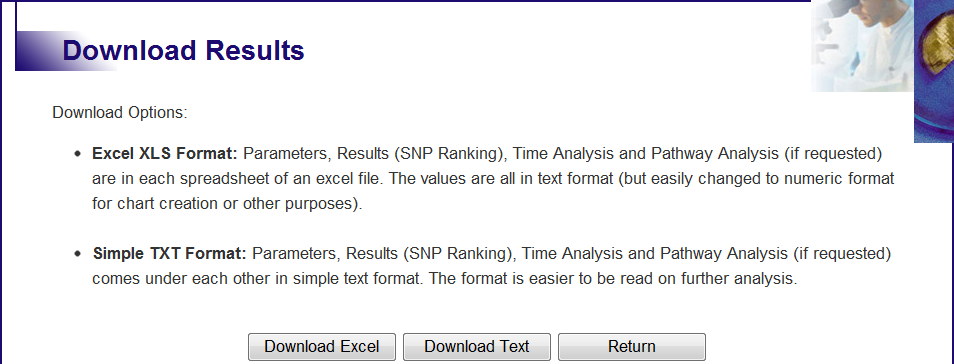 Download Results
Download Options:
• Excel XLS Format: Parameters, Results (SNP Ranking), Time Analysis and Pathway Analysis (if requested)
are in each spreadsheet of an excel file. The values are all in text format (but easily changed to numeric format
for chart creation or other purposes).
• Simple TXT Format: Parameters, Results (SNP Ranking), Time Analysis and Pathway Analysis (if requested)
comes under each other in simple text format. The format is easier to be read on further analysis.
Download Excel Download Text Return